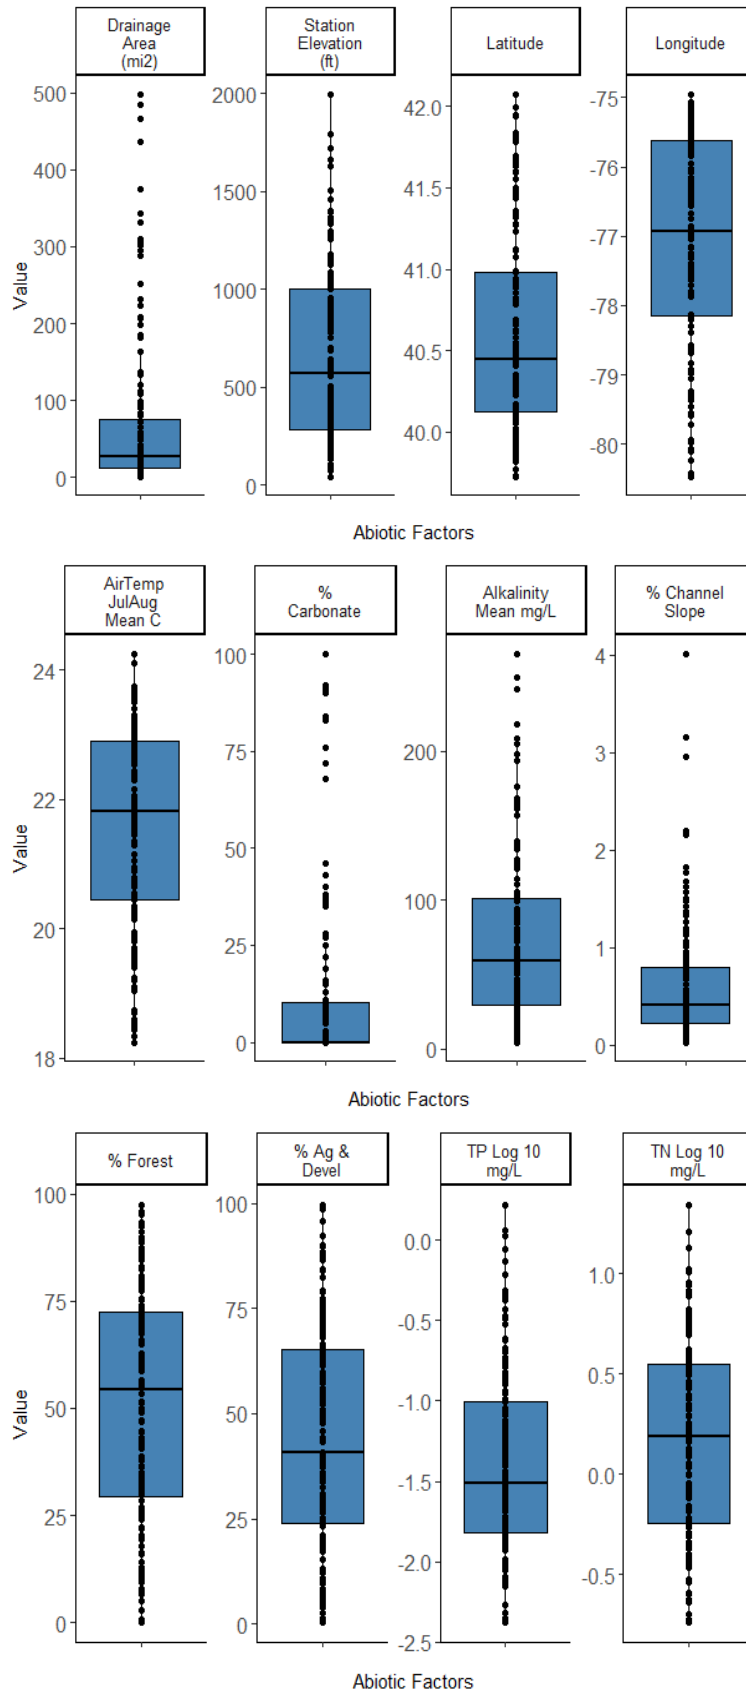 Drainage
Area
(mi2)
Station
Elevation
(ft)
Latitude
Longitude
500
400
300
200
100
0
2000
1500
1000
500
0
42.0
41.5
41.0
40.5
40.0
-75
-76
-77
-78
-79
-80
Value
Abiotic Factors
AirTemp
JulAug
Mean C
%
Carbonate
Alkalinity
Mean mg/L
% Channel
Slope
24
22
20
18
100
75
50
25
0
200
100
0
4
3
2
1
0
Value
Abiotic Factors
% Forest
% Ag &
Devel
TP Log 10
mg/L
TN Log 10
mg/L
100
75
50
25
0
100
75
50
25
0
0.0
-0.5
-1.0
-1.5
-2.0
-2.5
1.0
0.5
0.0
-0.5
Value
Abiotic Factors